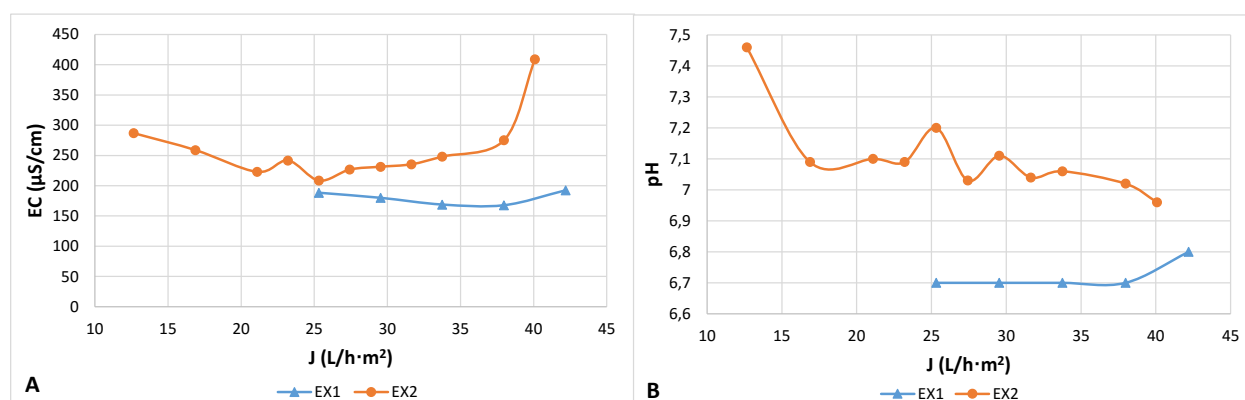 450
400
350
300
250
200
150
100
50
0
EC (µS/cm)
10 15 20 25 30 35 40 45
J (L/h·m²)
A
EX1 EX2
7,5
7,4
7,3
7,2
7,1
7
6,9
6,8
6,7
6,6
pH
10 15 20 25 30 35 40 45
J (L/h·m²)
B
EX1 EX2